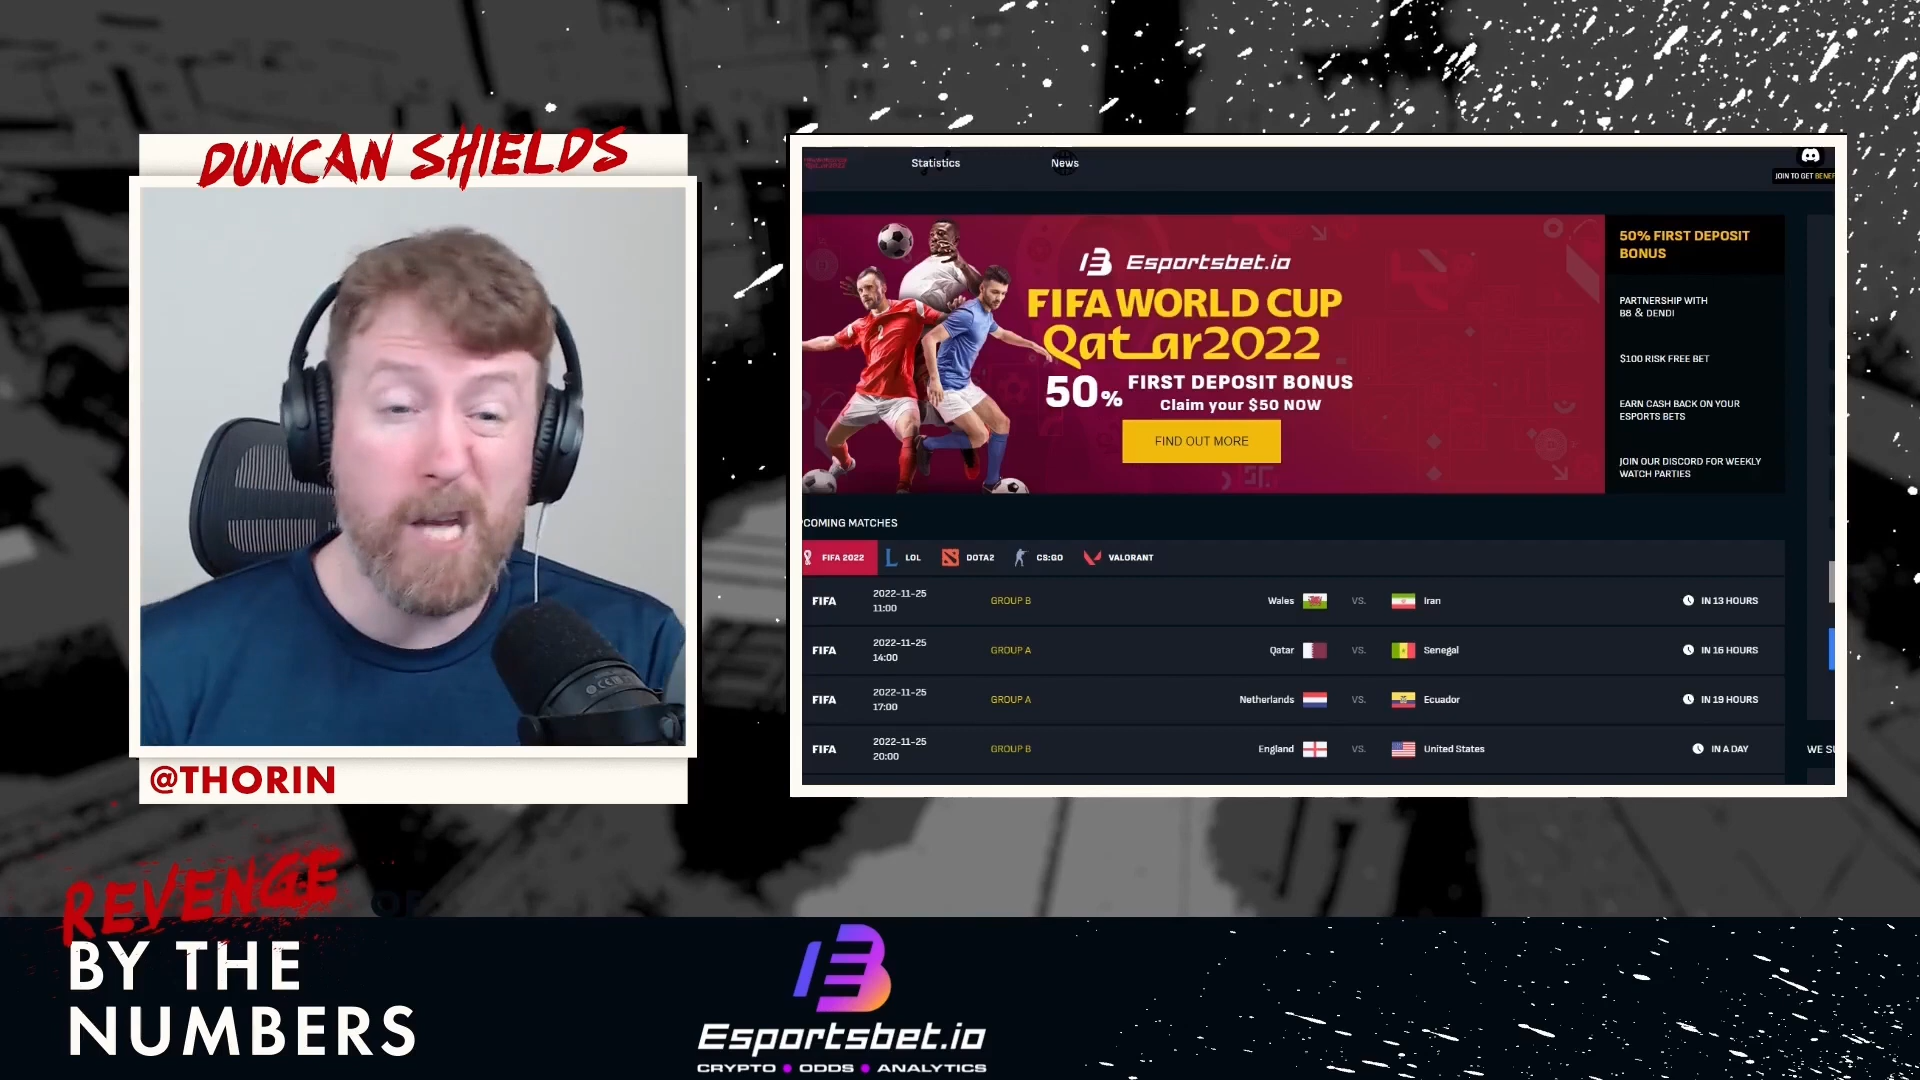 DUNCAN SHIELDS
@THORIN
Statistics
News
JOIN TO GET BENEF
Esportsbet.io
FIFA WORLD CUP
Qatar2022
50% FIRST DEPOSIT BONUS
Claim your $50 NOW
FIND OUT MORE
50% FIRST DEPOSIT
BONUS
PARTNERSHIP WITH
B8 & DENDI
$100 RISK FREE BET
EARN CASH BACK ON YOUR
ESPORTS BETS
JOIN OUR DISCORD FOR WEEKLY
WATCH PARTIES
COMING MATCHES
FIFA 2022 LOL DOTA2 CS:GO VALORANT
FIFA 2022-11-25 11:00 GROUP B Wales VS. Iran IN 13 HOURS
FIFA 2022-11-25 14:00 GROUP A Qatar VS. Senegal IN 16 HOURS
FIFA 2022-11-25 17:00 GROUP A Netherlands VS. Ecuador IN 19 HOURS
FIFA 2022-11-25 20:00 GROUP B England VS. United States IN A DAY
WE SU
REVENGE OF
BY THE
NUMBERS
Esportsbet.io
CRYPTO • ODDS • ANALYTICS